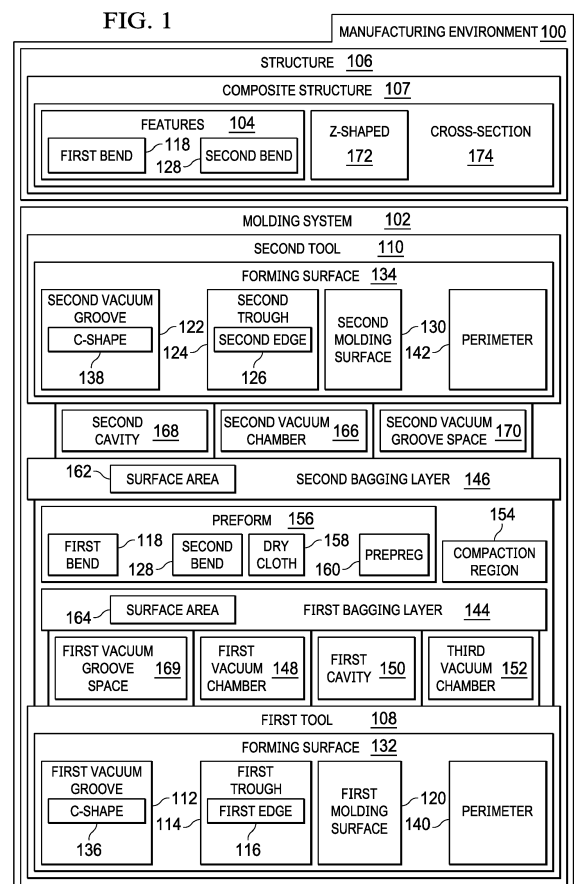 FIG. 1
MANUFACTURING ENVIRONMENT 100
STRUCTURE 106
COMPOSITE STRUCTURE 107
FEATURES 104
FIRST BEND
118
128
SECOND BEND
Z-SHAPED
172
CROSS-SECTION
174
MOLDING SYSTEM 102
SECOND TOOL 110
FORMING SURFACE 134
SECOND VACUUM
GROOVE
C-SHAPE
138
122
124
SECOND
TROUGH
SECOND EDGE
126
SECOND
MOLDING
SURFACE
130
142
PERIMETER
SECOND
CAVITY 168
SECOND VACUUM
CHAMBER 166
SECOND VACUUM
GROOVE SPACE 170
162
SURFACE AREA
SECOND BAGGING LAYER 146
PREFORM 156
FIRST
BEND
118
128
SECOND
BEND
DRY
CLOTH
158
160
PREPREG
154
COMPACTION
REGION
164
SURFACE AREA
FIRST BAGGING LAYER 144
FIRST VACUUM
GROOVE
SPACE 169
FIRST
VACUUM
CHAMBER 148
FIRST
CAVITY 150
THIRD
VACUUM
CHAMBER 152
FIRST TOOL 108
FORMING SURFACE 132
FIRST VACUUM
GROOVE
C-SHAPE
136
112
114
FIRST
TROUGH
FIRST EDGE
116
FIRST
MOLDING
SURFACE
120
140
PERIMETER